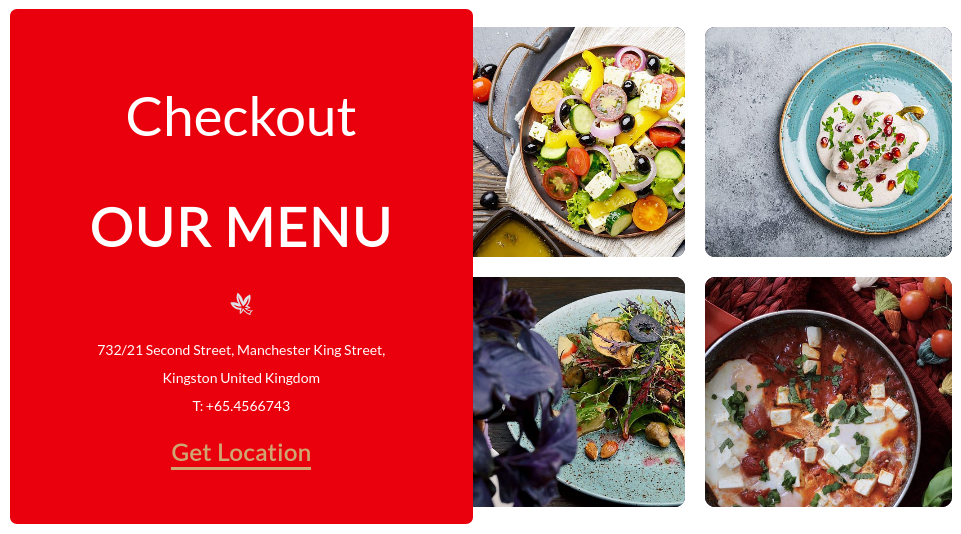 Checkout
OUR MENU
732/21 Second Street, Manchester King Street,
Kingston United Kingdom
T: +65.4566743
Get Location